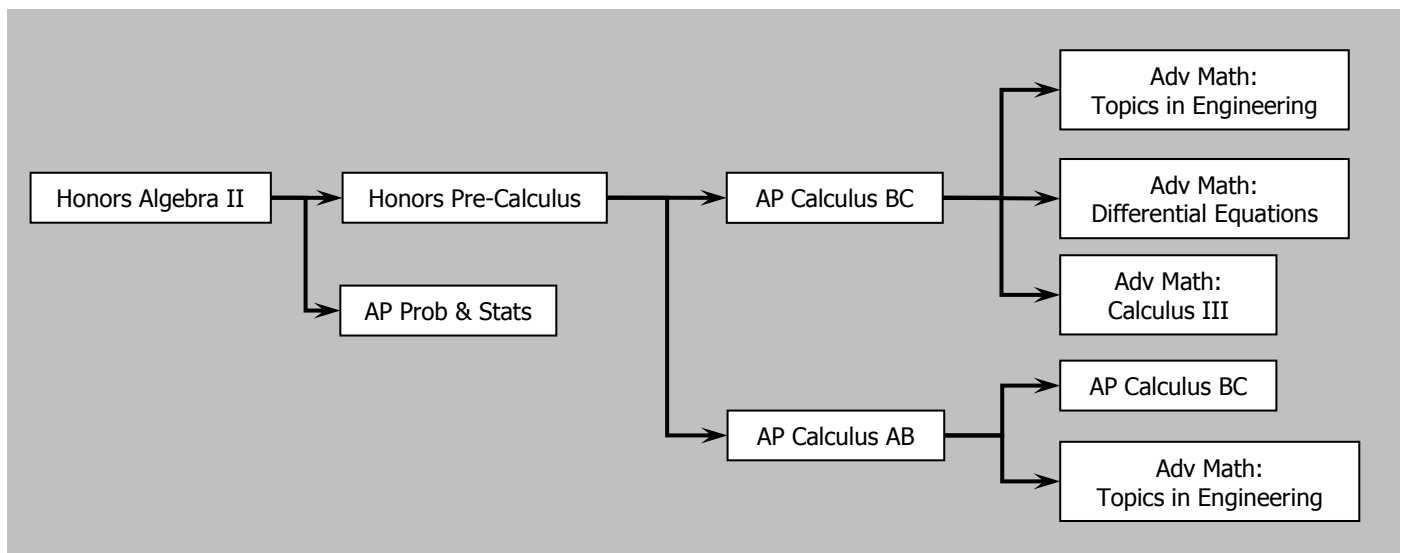 Honors Algebra II
Honors Pre-Calculus
AP Prob & Stats
AP Calculus BC
AP Calculus AB
Adv Math:
Topics in Engineering
Adv Math:
Differential Equations
Adv Math:
Calculus III
AP Calculus BC
Adv Math:
Topics in Engineering